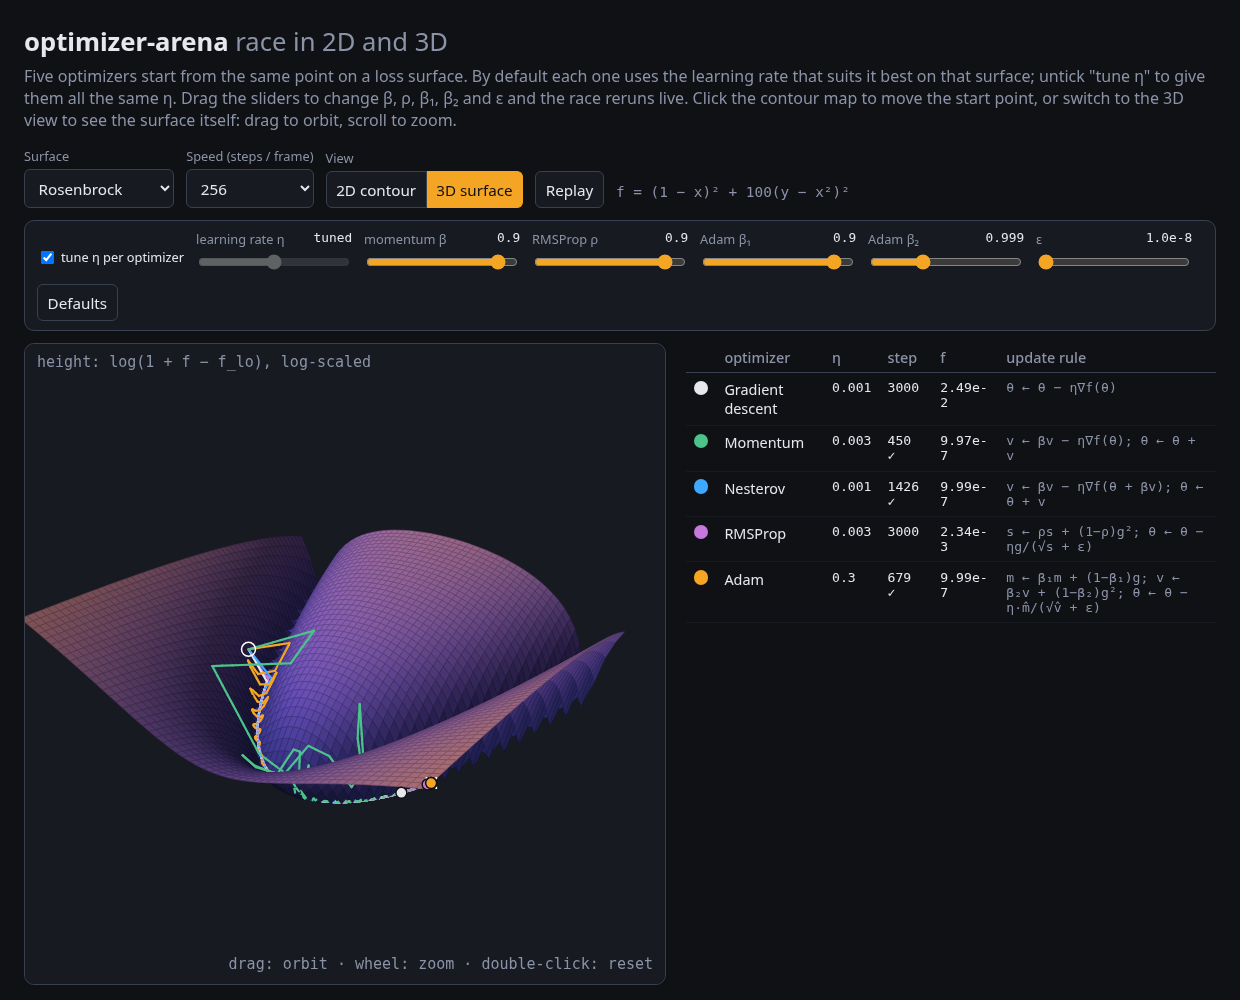 optimizer-arena race in 2D and 3D
Five optimizers start from the same point on a loss surface. By default each one uses the learning rate that suits it best on that surface; untick "tune η" to give
them all the same η. Drag the sliders to change β, ρ, β₁, β₂ and ε and the race reruns live. Click the contour map to move the start point, or switch to the 3D
view to see the surface itself: drag to orbit, scroll to zoom.
Surface Speed (steps / frame) View
Rosenbrock 256 2D contour 3D surface Replay f = (1 − x)² + 100(y − x²)²
learning rate η tuned momentum β 0.9 RMSProp ρ 0.9 Adam β₁ 0.9 Adam β₂ 0.999 ε 1.0e-8
tune η per optimizer
Defaults
height: log(1 + f − f_lo), log-scaled
drag: orbit · wheel: zoom · double-click: reset
optimizer η step f update rule
Gradient 0.001 3000 2.49e- θ ← θ − η∇f(θ)
descent 2
Momentum 0.003 450 9.97e- v ← βv − η∇f(θ); θ ← θ +
✓ 7 v
Nesterov 0.001 1426 9.99e- v ← βv − η∇f(θ + βv); θ ←
✓ 7 θ + v
RMSProp 0.003 3000 2.34e- s ← ρs + (1−ρ)g²; θ ← θ −
3 ηg/(√s + ε)
Adam 0.3 679 9.99e- m ← β₁m + (1−β₁)g; v ←
✓ 7 β₂v + (1−β₂)g²; θ ← θ −
η·m̂/(√v̂ + ε)